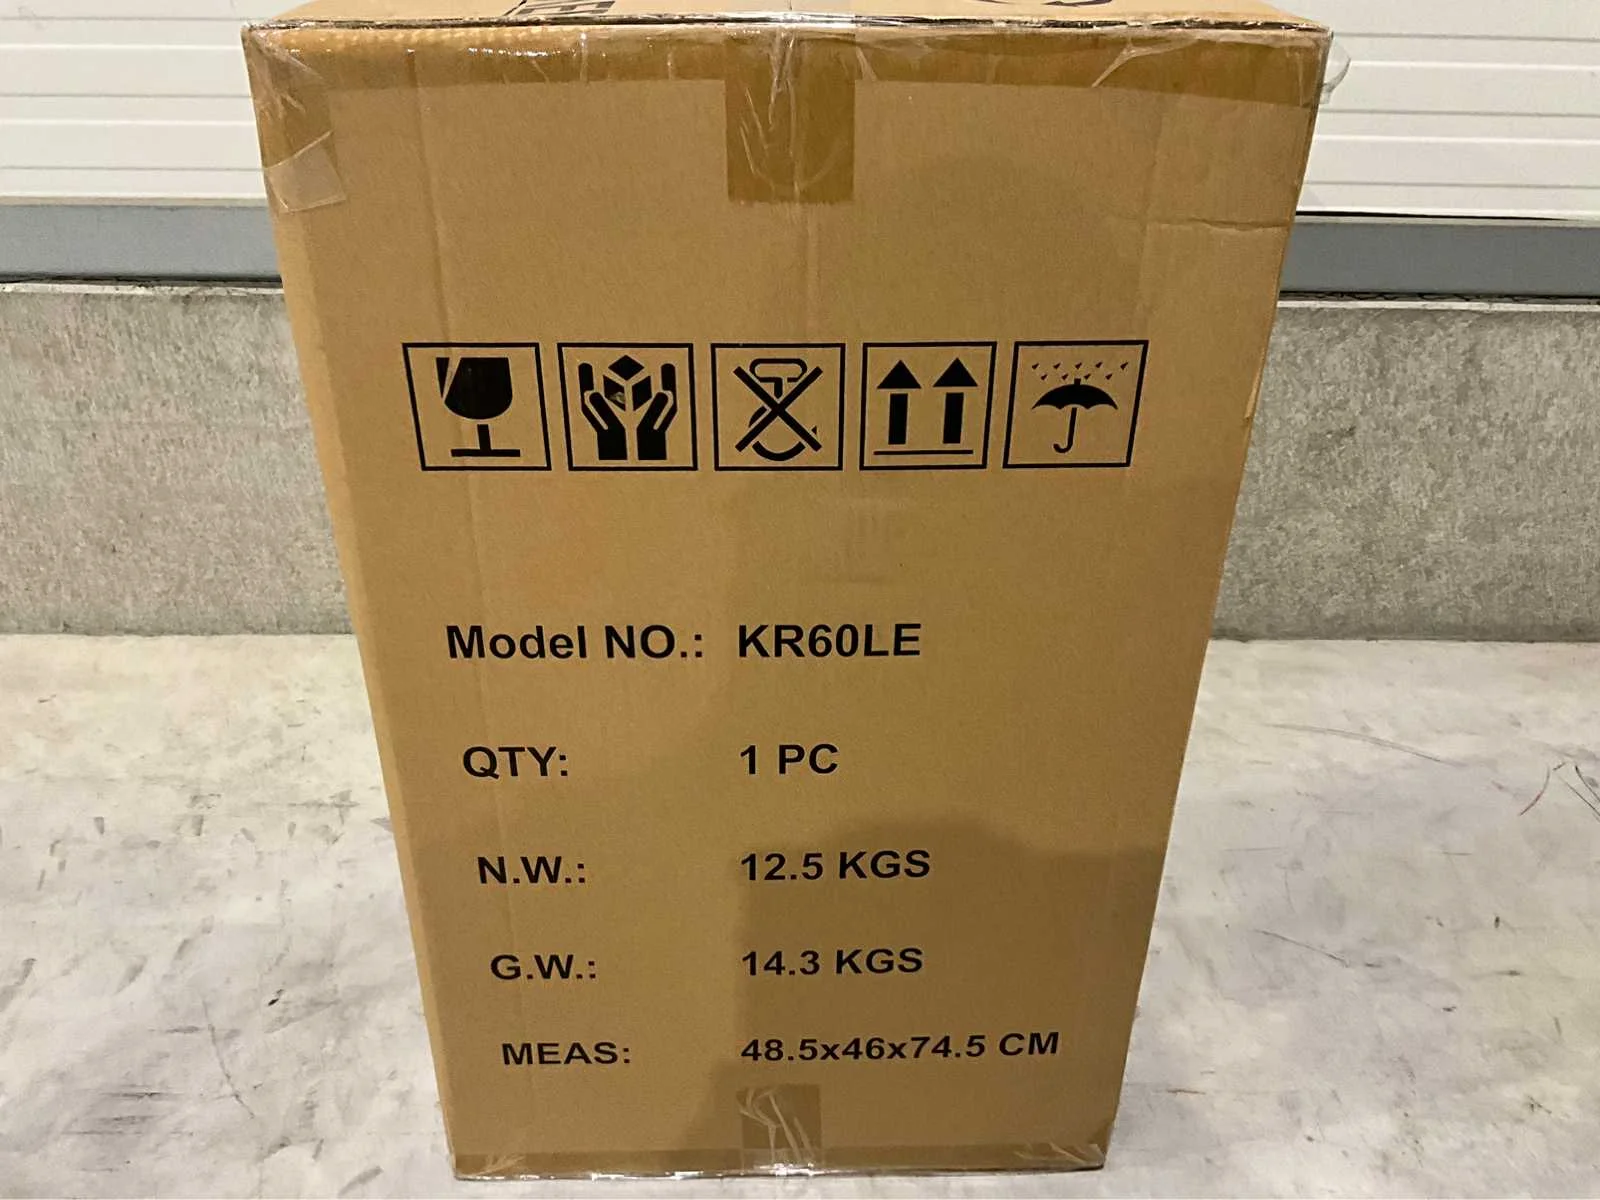 Model NO.: KR60LE
QTY: 1 PC
N.W.: 12.5 KGS
G.W.: 14.3 KGS
MEAS: 48.5x46x74.5 CM